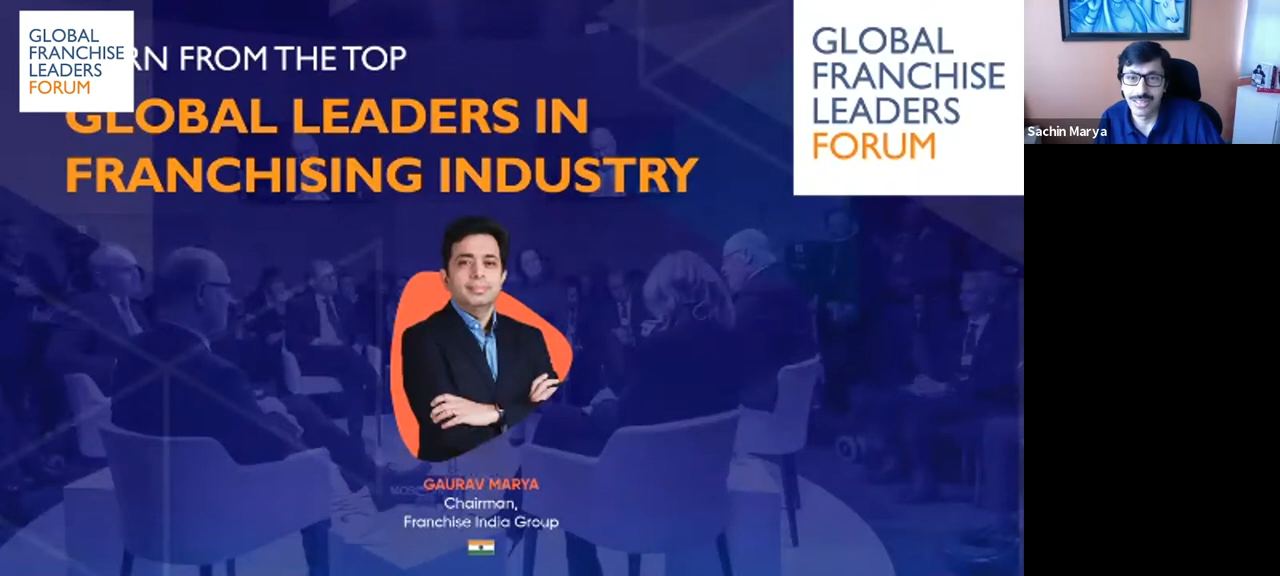 GLOBAL
FRANCHISE
LEADERS
FORUM
RN FROM THE TOP
GLOBAL LEADERS IN
FRANCHISING INDUSTRY
GAURAV MARYA
Chairman,
Franchise India Group
GLOBAL
FRANCHISE
LEADERS
FORUM
Sachin Marya